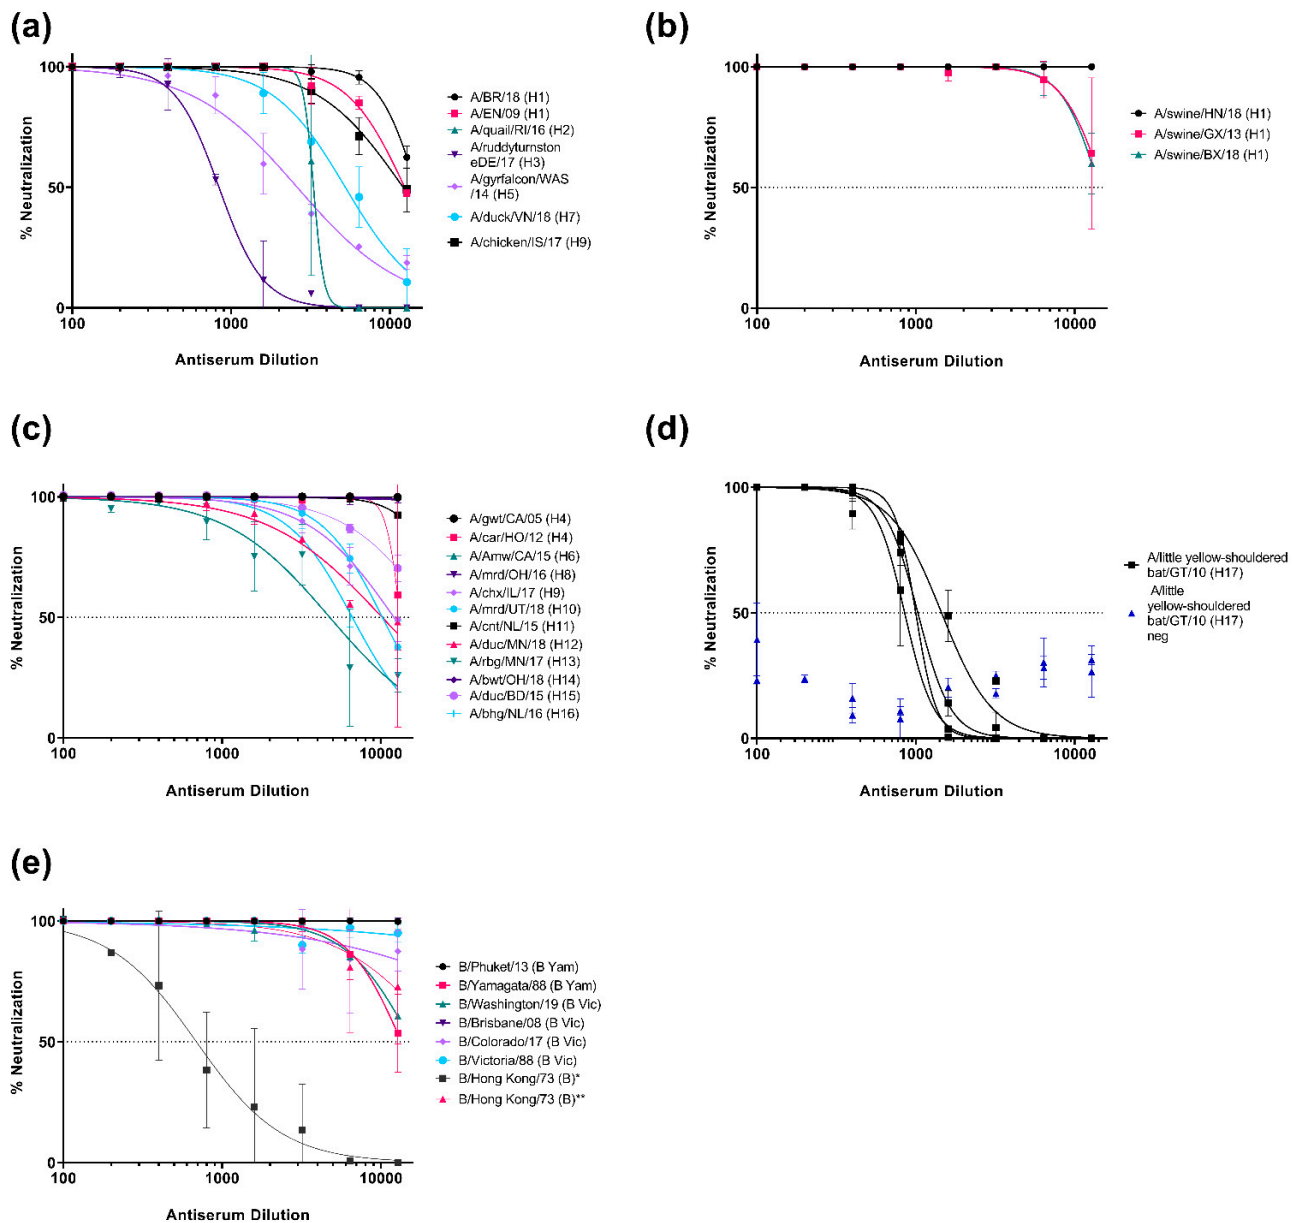 (a)
% Neutralization
100
50
0
100
1000
10000
Antiserum Dilution
A/BR/18 (H1)
A/EN/09 (H1)
A/quail/RI/16 (H2)
A/ruddyturnston
eDE/17 (H3)
A/gyrfalcon/WAS
/14 (H5)
A/duck/VN/18 (H7)
A/chicken/IS/17 (H9)
(b)
% Neutralization
100
50
0
100
1000
10000
Antiserum Dilution
A/swine/HN/18 (H1)
A/swine/GX/13 (H1)
A/swine/BX/18 (H1)
(c)
% Neutralization
100
50
0
100
1000
10000
Antiserum Dilution
A/gwt/CA/05 (H4)
A/car/HO/12 (H4)
A/Amw/CA/15 (H6)
A/mrd/OH/16 (H8)
A/chx/IL/17 (H9)
A/mrd/UT/18 (H10)
A/cnt/NL/15 (H11)
A/duc/MN/18 (H12)
A/rbg/MN/17 (H13)
A/bwt/OH/18 (H14)
A/duc/BD/15 (H15)
A/bhg/NL/16 (H16)
(d)
% Neutralization
100
50
0
100
1000
10000
Antiserum Dilution
A/little yellow-shouldered
bat/GT/10 (H17)
A/little
yellow-shouldered
bat/GT/10 (H17)
neg
(e)
% Neutralization
100
50
0
100
1000
10000
Antiserum Dilution
B/Phuket/13 (B Yam)
B/Yamagata/88 (B Yam)
B/Washington/19 (B Vic)
B/Brisbane/08 (B Vic)
B/Colorado/17 (B Vic)
B/Victoria/88 (B Vic)
B/Hong Kong/73 (B)*
B/Hong Kong/73 (B)**